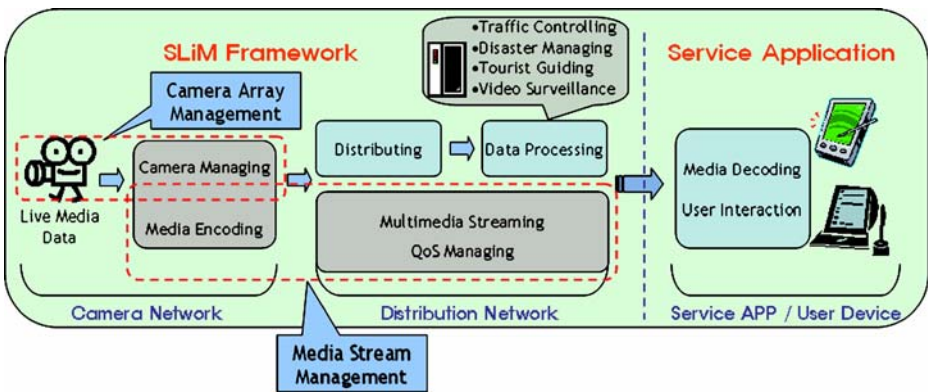 SLiM Framework
•Traffic Controlling
•Disaster Managing
•Tourist Guiding
•Video Surveillance
Service Application
Camera Array
Management
Live Media
Data
Camera Managing
Media Encoding
Distributing
Data Processing
Multimedia Streaming
QoS Managing
Media Decoding
User Interaction
Camera Network
Distribution Network
Service APP / User Device
Media Stream
Management